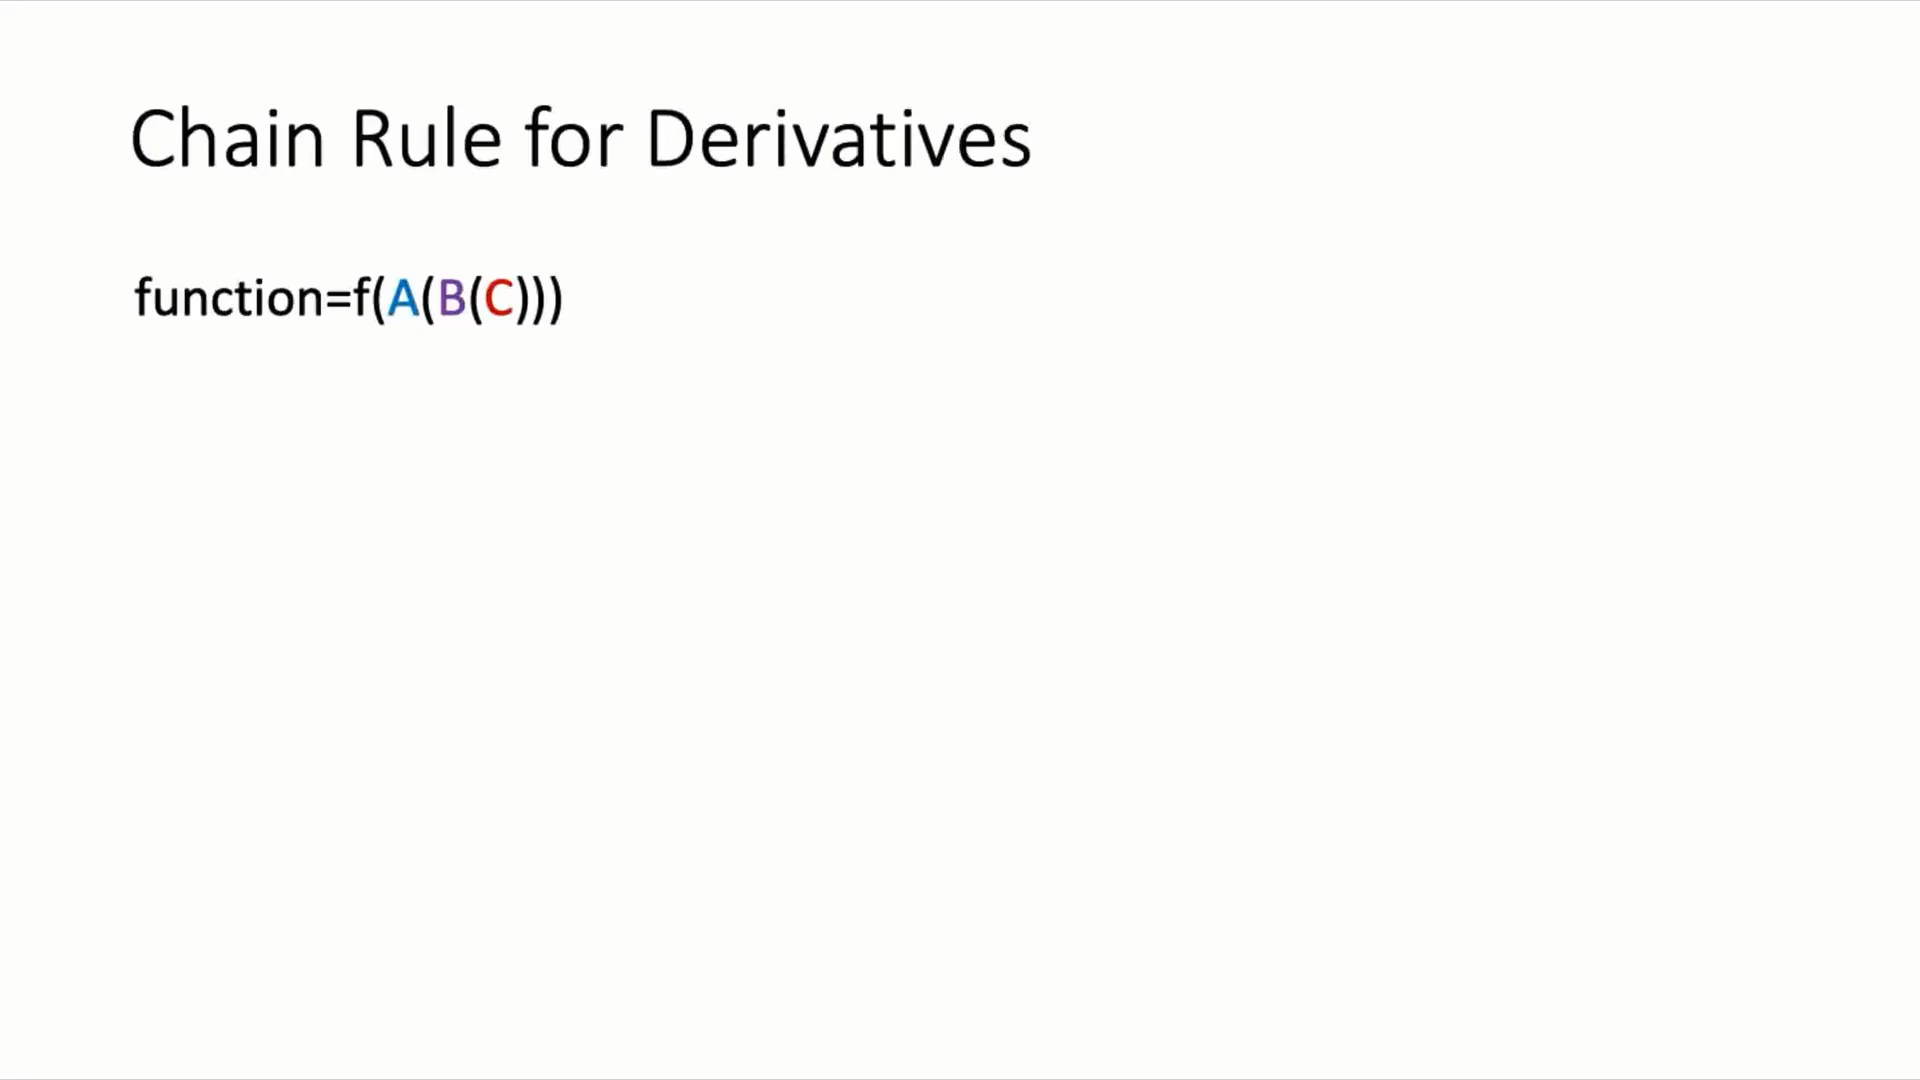 Chain Rule for Derivatives
function=f(A(B(C)))